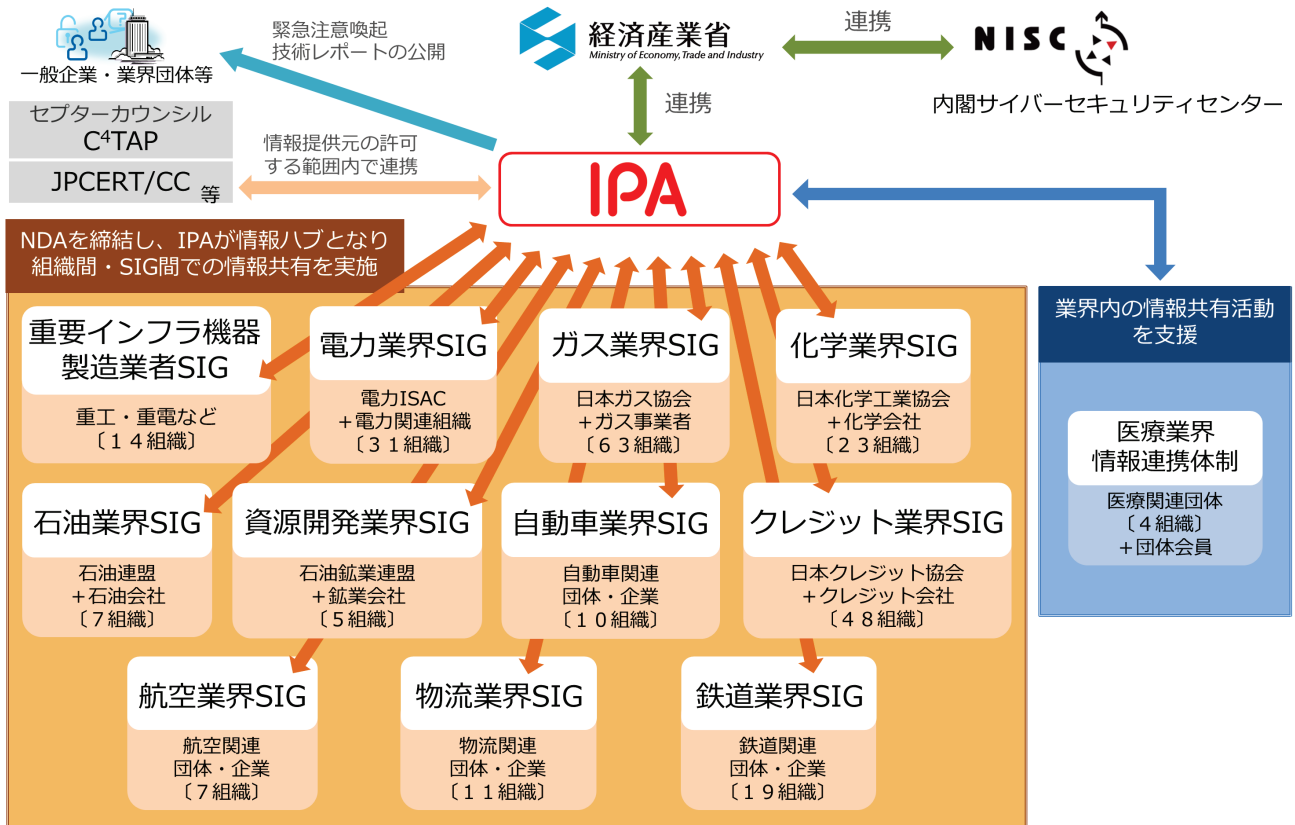 緊急注意喚起
技術レポートの公開
一般企業・業界団体等
経済産業省
Ministry of Economy, Trade and Industry
連携
NISC
内閣サイバーセキュリティセンター
連携
セプターカウンシル
C⁴TAP
JPCERT/CC 等
情報提供元の許可
する範囲内で連携
IPA
NDAを締結し、IPAが情報ハブとなり
組織間・SIG間での情報共有を実施
重要インフラ機器
製造業者SIG
重工・重電など
〔14組織〕
電力業界SIG
電力ISAC
＋電力関連組織
〔31組織〕
ガス業界SIG
日本ガス協会
＋ガス事業者
〔63組織〕
化学業界SIG
日本化学工業協会
＋化学会社
〔23組織〕
石油業界SIG
石油連盟
＋石油会社
〔7組織〕
資源開発業界SIG
石油鉱業連盟
＋鉱業会社
〔5組織〕
自動車業界SIG
自動車関連
団体・企業
〔10組織〕
クレジット業界SIG
日本クレジット協会
＋クレジット会社
〔48組織〕
航空業界SIG
航空関連
団体・企業
〔7組織〕
物流業界SIG
物流関連
団体・企業
〔11組織〕
鉄道業界SIG
鉄道関連
団体・企業
〔19組織〕
業界内の情報共有活動
を支援
医療業界
情報連携体制
医療関連団体
〔4組織〕
＋団体会員